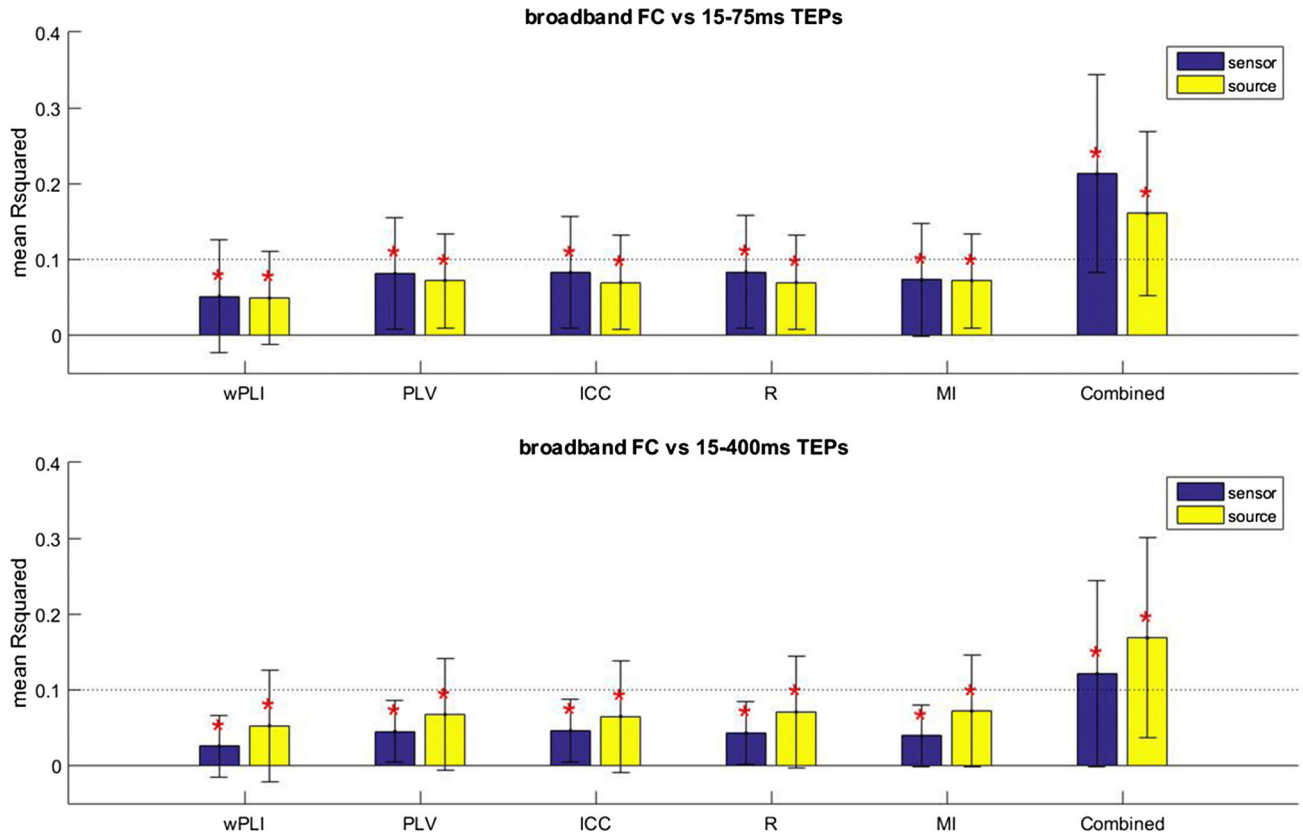 broadband FC vs 15-75ms TEPs
0.4
0.3
0.2
0.1
0
mean Rsquared
sensor
source
* * * * * * * * * * * *
wPLI PLV ICC R MI Combined
broadband FC vs 15-400ms TEPs
0.4
0.3
0.2
0.1
0
mean Rsquared
sensor
source
* * * * * * * * * * * *
wPLI PLV ICC R MI Combined